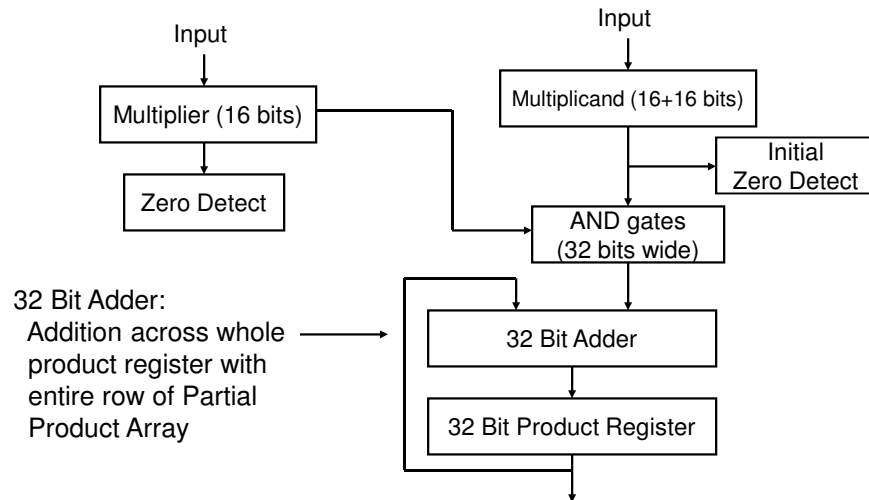 Input
Input
Multiplier (16 bits)
Multiplicand (16+16 bits)
Initial
Zero Detect
Zero Detect
AND gates
(32 bits wide)
32 Bit Adder:
Addition across whole
product register with
entire row of Partial
Product Array
32 Bit Adder
32 Bit Product Register